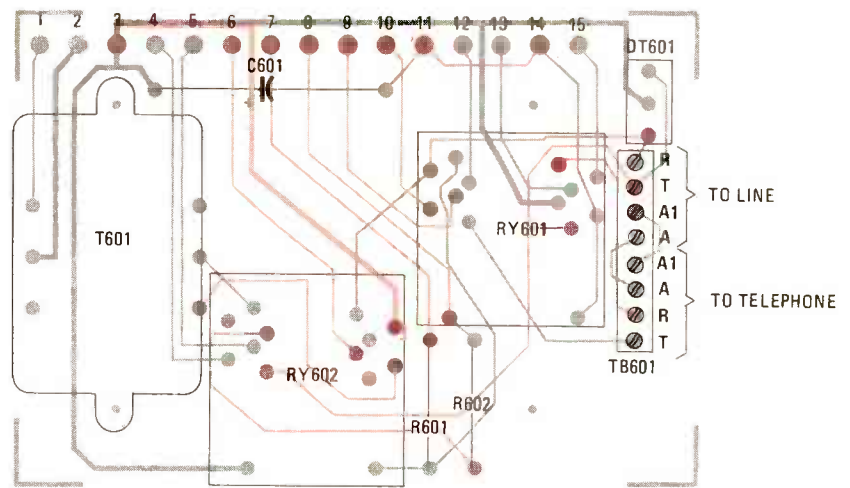 1 2 3 4 5 6 7 8 9 10 11 12 13 14 15
DT601
C601
R
T
A1
A
TO LINE
T601
RY601
A1
A
R
T
TO TELEPHONE
TB601
RY602
R602
R601